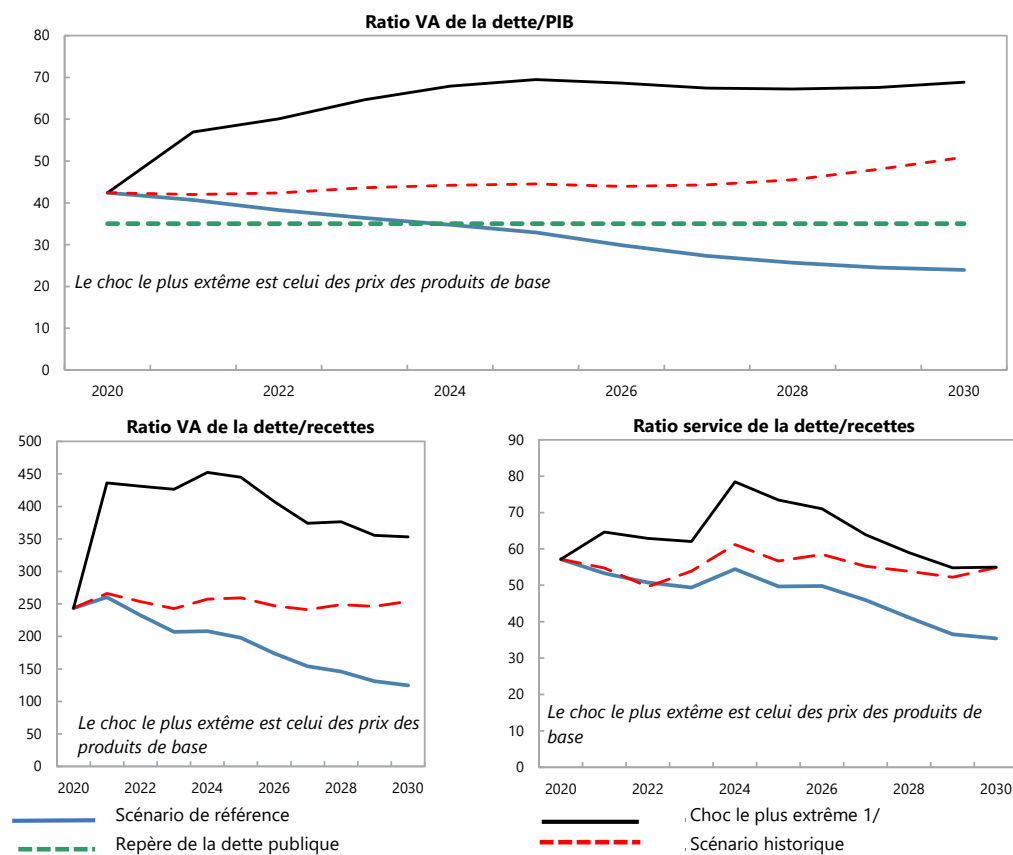 Ratio VA de la dette/PIB
80
70
60
50
40
30
20
10
0
Le choc le plus extême est celui des prix des produits de base
2020 2022 2024 2026 2028 2030
Ratio VA de la dette/recettes
500
450
400
350
300
250
200
150
100
50
0
Le choc le plus extême est celui des prix des
produits de base
2020 2022 2024 2026 2028 2030
Ratio service de la dette/recettes
90
80
70
60
50
40
30
20
10
0
Le choc le plus extême est celui des prix des produits de
base
2020 2022 2024 2026 2028 2030
Scénario de référence
Choc le plus extrême 1/
Repère de la dette publique
Scénario historique